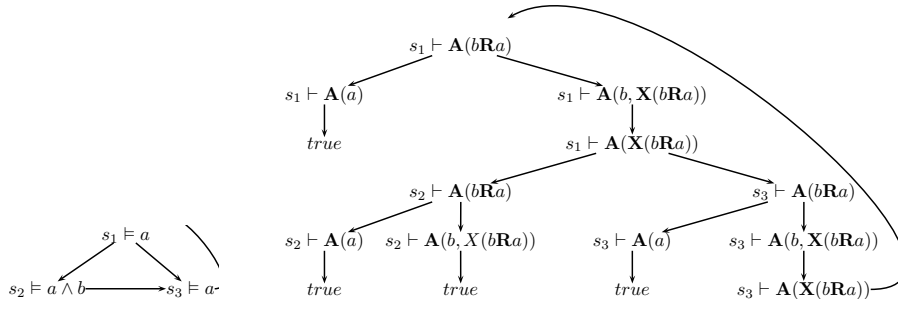 s₁ ⊢ A(bRa)
s₁ ⊢ A(a)
s₁ ⊢ A(b, X(bRa))
true
s₁ ⊢ A(X(bRa))
s₂ ⊢ A(bRa)
s₃ ⊢ A(bRa)
s₁ ⊨ a
s₂ ⊢ A(a)
s₂ ⊢ A(b, X(bRa))
s₃ ⊢ A(a)
s₃ ⊢ A(b, X(bRa))
s₂ ⊨ a ∧ b
s₃ ⊨ a
true
true
true
s₃ ⊢ A(X(bRa))